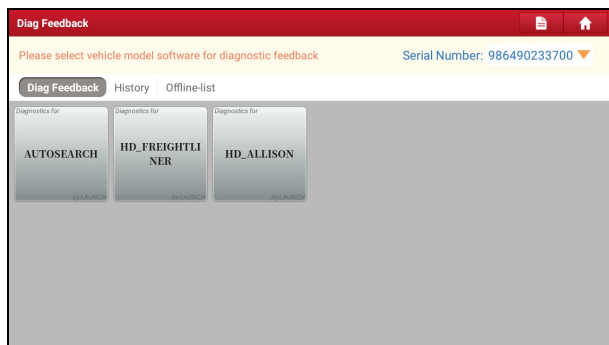 Diag Feedback
Please select vehicle model software for diagnostic feedback
Serial Number: 986490233700
Diag Feedback
History
Offline-list
Diagnostics for
AUTOSEARCH
by LAUNCH
Diagnostics for
HD_FREIGHTLI
NER
by LAUNCH
Diagnostics for
HD_ALLISON
by LAUNCH